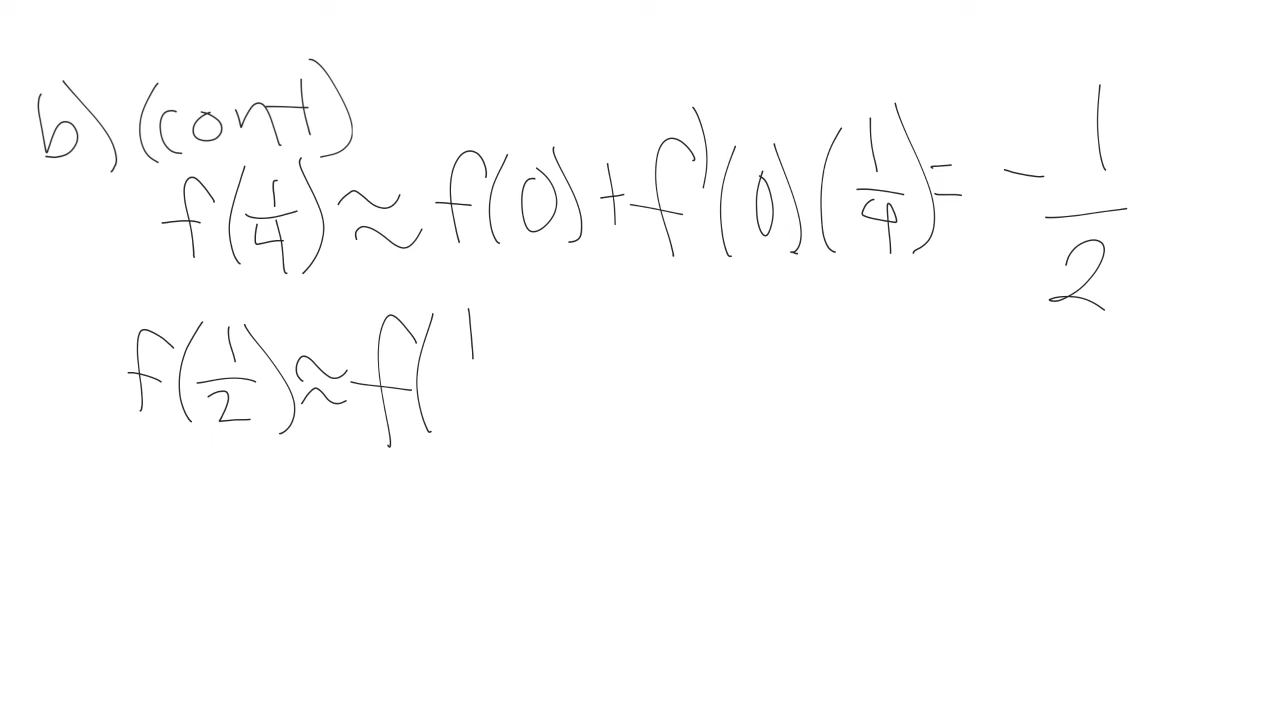 b) (cont)
f(1/4) ≈ f(0) + f'(0)(1/4) = -1/2
f(1/2) ≈ f( 1